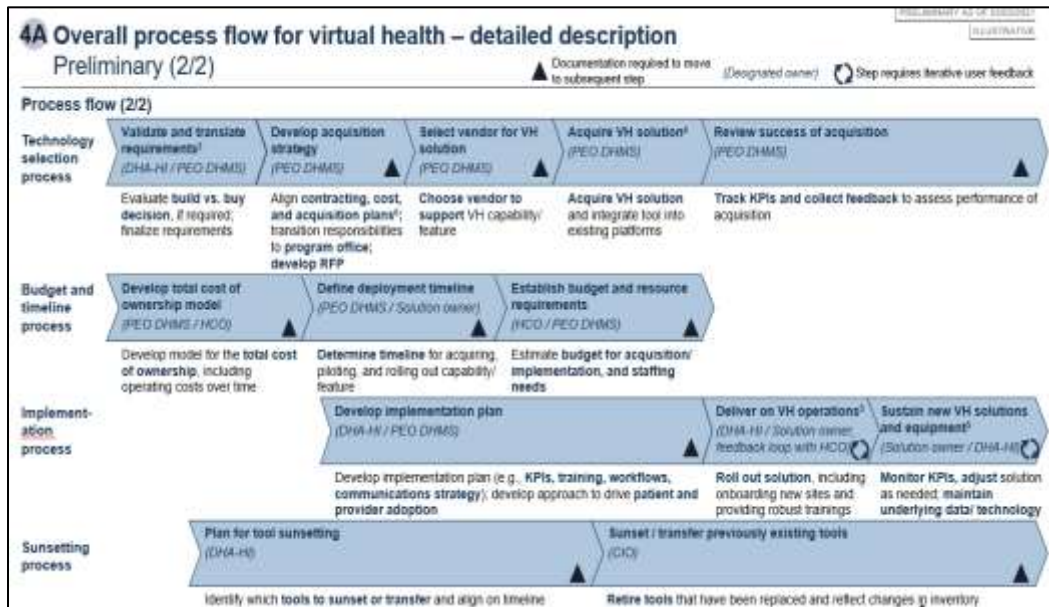 4A Overall process flow for virtual health – detailed description
Preliminary (2/2)
Documentation required to move
to subsequent step
(Designated owner)
Step requires iterative user feedback
ILLUSTRATIVE
Process flow (2/2)
Technology
selection
process
Validate and translate
requirements
(DHA-HI / PEO DHMS)
Develop acquisition
strategy
(PEO DHMS)
Select vendor for VH
solution
(PEO DHMS)
Acquire VH solution
(PEO DHMS)
Review success of acquisition
(PEO DHMS)
Evaluate build vs. buy
decision, if required;
finalize requirements
Align contracting, cost,
and acquisition plans;
transition responsibilities
to program office;
develop RFP
Choose vendor to
support VH capability/
feature
Acquire VH solution
and integrate tool into
existing platforms
Track KPIs and collect feedback to assess performance of
acquisition
Budget and
timeline
process
Develop total cost of
ownership model
(PEO DHMS / HCO)
Define deployment timeline
(PEO DHMS / Solution owner)
Establish budget and resource
requirements
(HCO / PEO DHMS)
Develop model for the total cost
of ownership, including
operating costs over time
Determine timeline for acquiring,
piloting, and rolling out capability/
feature
Estimate budget for acquisition/
implementation, and staffing
needs
Implement-
ation
process
Develop implementation plan
(DHA-HI / PEO DHMS)
Deliver on VH operations
(DHA-HI / Solution owner,
feedback loop with HCO)
Sustain new VH solutions
and equipment
(Solution owner / DHA-HI)
Develop implementation plan (e.g., KPIs, training, workflows,
communications strategy); develop approach to drive patient and
provider adoption
Roll out solution, including
onboarding new sites and
providing robust trainings
Monitor KPIs, adjust solution
as needed; maintain
underlying data/ technology
Sunsetting
process
Plan for tool sunsetting
(DHA-HI)
Sunset / transfer previously existing tools
(CIO)
Identify which tools to sunset or transfer and align on timeline
Retire tools that have been replaced and reflect changes in inventory